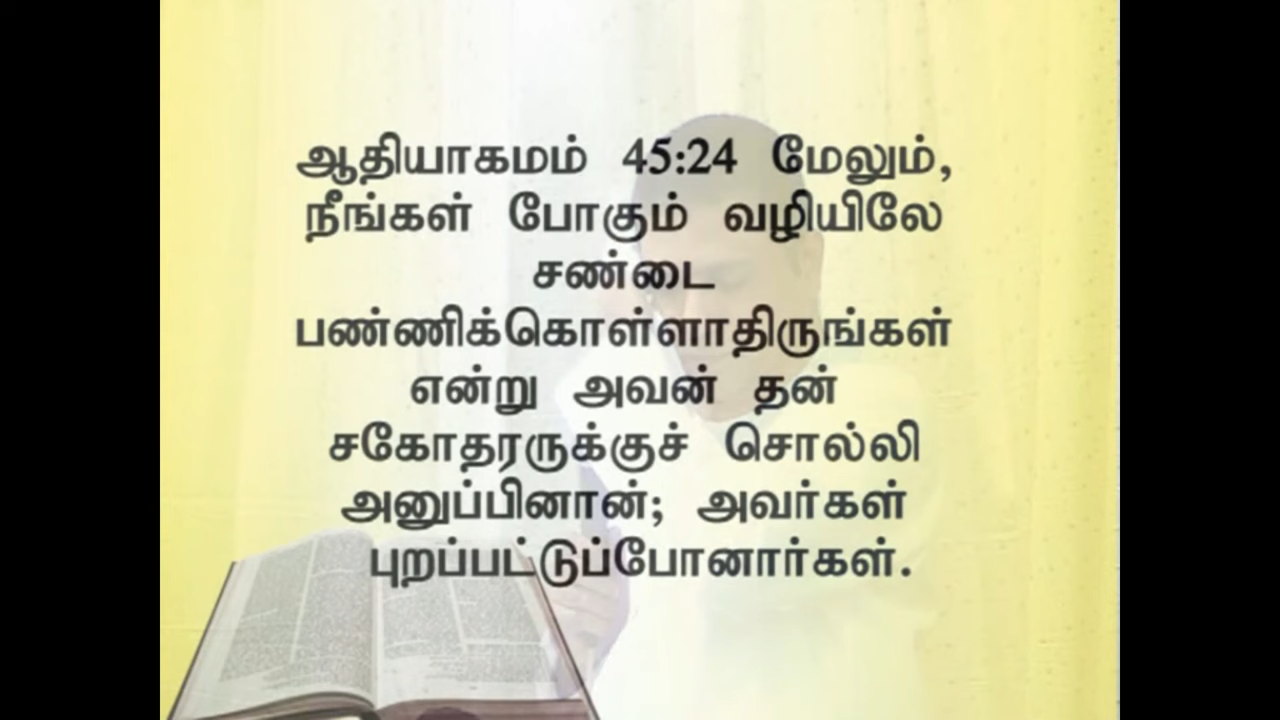 ஆதியாகமம் 45:24 மேலும்,
நீங்கள் போகும் வழியிலே
சண்டை
பண்ணிக்கொள்ளாதிருங்கள்
என்று அவன் தன்
சகோதரருக்குச் சொல்லி
அனுப்பினான்; அவர்கள்
புறப்பட்டுப்போனார்கள்.